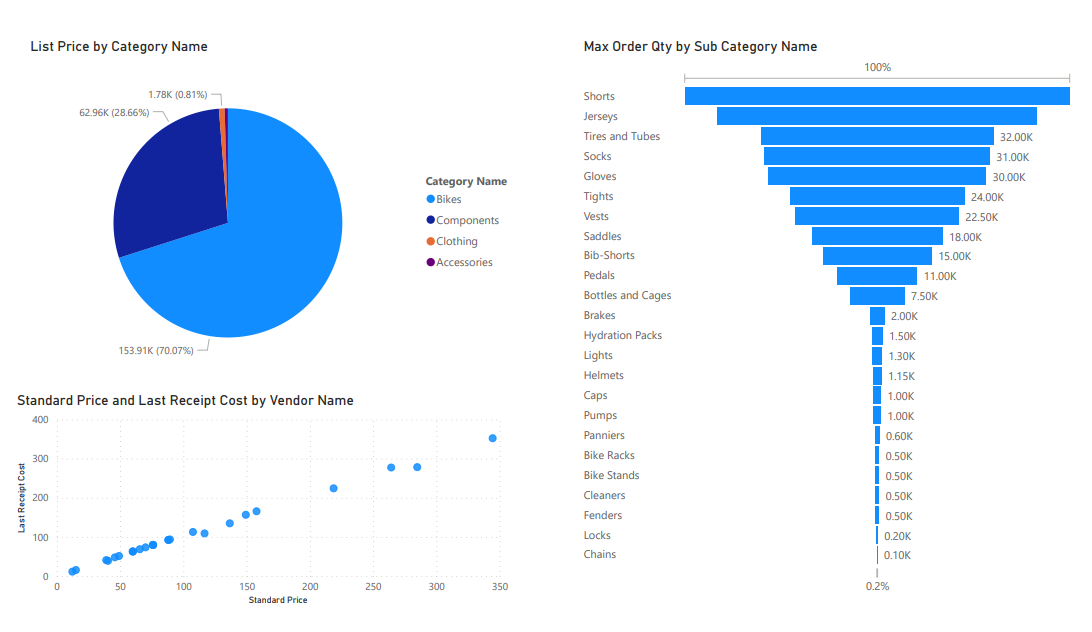 List Price by Category Name
1.78K (0.81%)
62.96K (28.66%)
153.91K (70.07%)
Category Name
Bikes
Components
Clothing
Accessories
Standard Price and Last Receipt Cost by Vendor Name
Last Receipt Cost
400
300
200
100
0
0 50 100 150 200 250 300 350
Standard Price
Max Order Qty by Sub Category Name
100%
Shorts
Jerseys
Tires and Tubes 32.00K
Socks 31.00K
Gloves 30.00K
Tights 24.00K
Vests 22.50K
Saddles 18.00K
Bib-Shorts 15.00K
Pedals 11.00K
Bottles and Cages 7.50K
Brakes 2.00K
Hydration Packs 1.50K
Lights 1.30K
Helmets 1.15K
Caps 1.00K
Pumps 1.00K
Panniers 0.60K
Bike Racks 0.50K
Bike Stands 0.50K
Cleaners 0.50K
Fenders 0.50K
Locks 0.20K
Chains 0.10K
0.2%